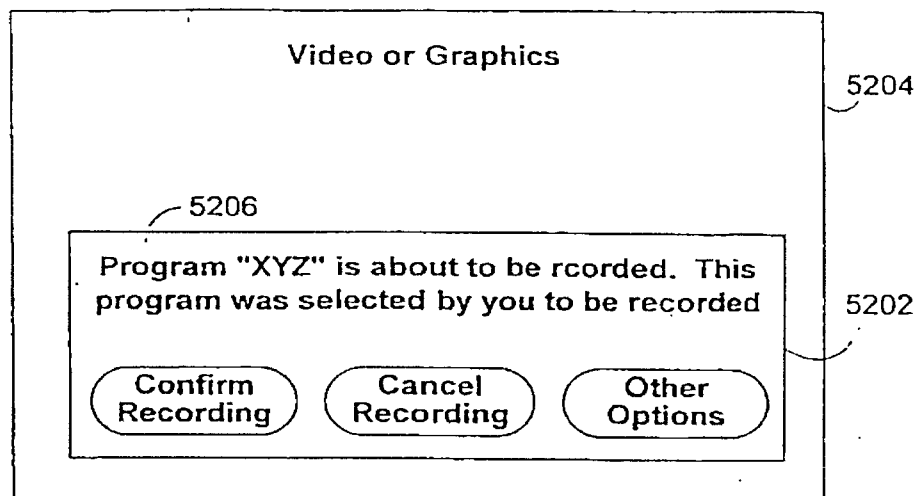 Video or Graphics
5204
5206
Program "XYZ" is about to be rcorded. This
program was selected by you to be recorded
5202
Confirm
Recording
Cancel
Recording
Other
Options